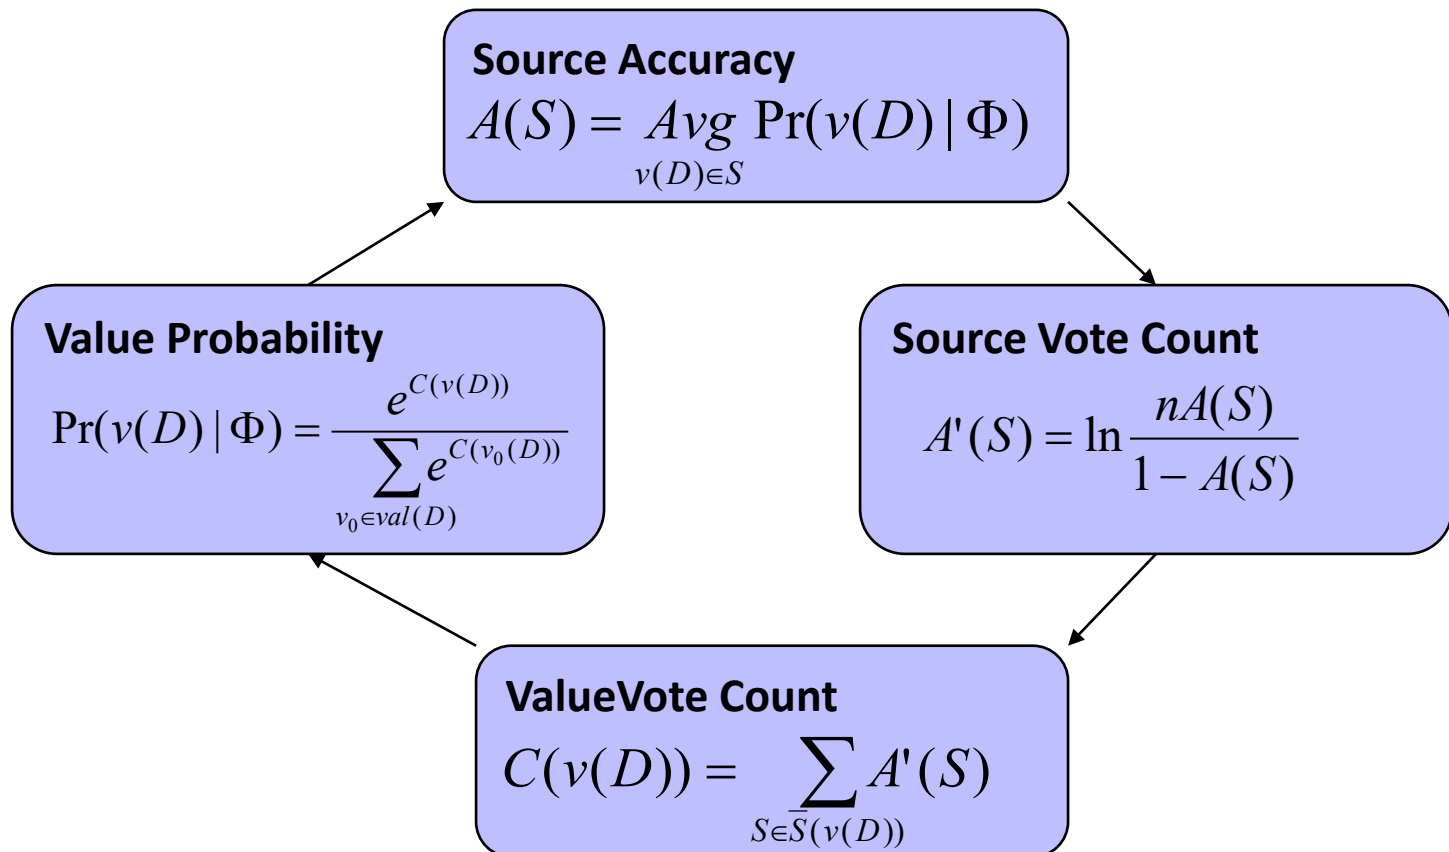 Source Accuracy
A(S) = Avg Pr(v(D) | Φ)
v(D)∈S
Value Probability
Pr(v(D) | Φ) = e^{C(v(D))} / ∑ e^{C(v₀(D))}
v₀∈val(D)
Source Vote Count
A'(S) = ln nA(S) / 1 − A(S)
ValueVote Count
C(v(D)) = ∑ A'(S)
S∈S̅(v(D))